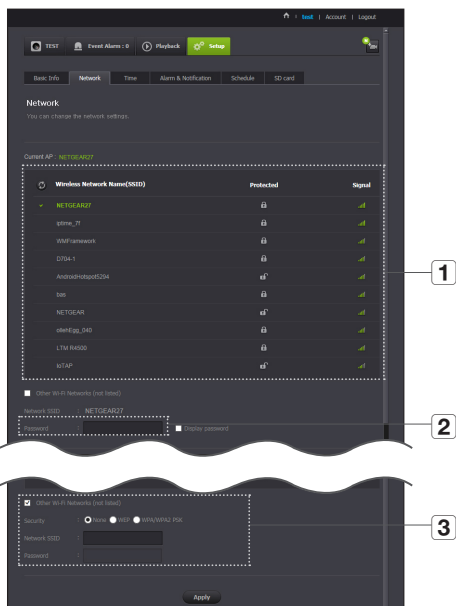 test | Account | Logout
TEST Event Alarm : 0 Playback Setup
Basic Info Network Time Alarm & Notification Schedule SD card
Network
You can change the network settings.
Current AP : NETGEAR27
Wireless Network Name(SSID) Protected Signal
NETGEAR27
iptime_7f
WMFramework
D704-1
AndroidHotspot5294
bas
NETGEAR
ollehEgg_040
LTM R4500
IoTAP
1
Other Wi-Fi Networks (not listed)
Network SSID : NETGEAR27
Password : Display password
2
Other Wi-Fi Networks (not listed)
Security : None WEP WPA/WPA2 PSK
Network SSID :
Password :
3
Apply